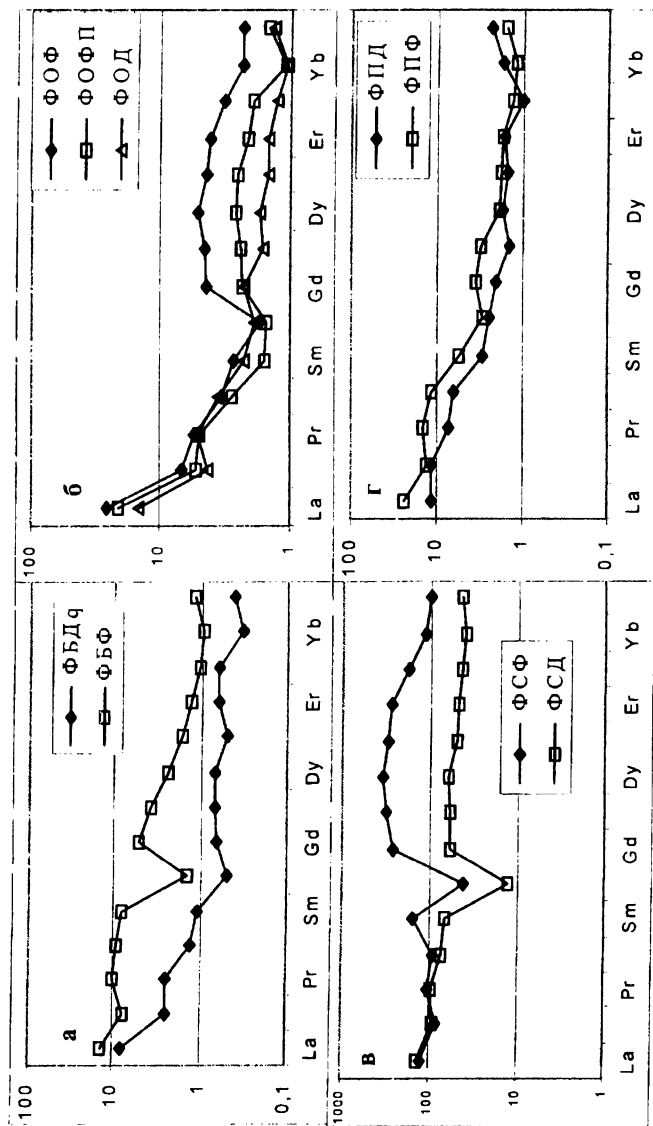 а
100
10
1
0,1
La
Pr
Sm
Gd
Dy
Er
Yb
ФБДq
ФБФ
б
100
10
1
La
Pr
Sm
Gd
Dy
Er
Yb
ФОФ
ФОФП
ФОД
в
1000
100
10
1
La
Pr
Sm
Gd
Dy
Er
Yb
ФСФ
ФСД
г
100
10
1
0,1
La
Pr
Sm
Gd
Dy
Er
Yb
ФПД
ФПФ